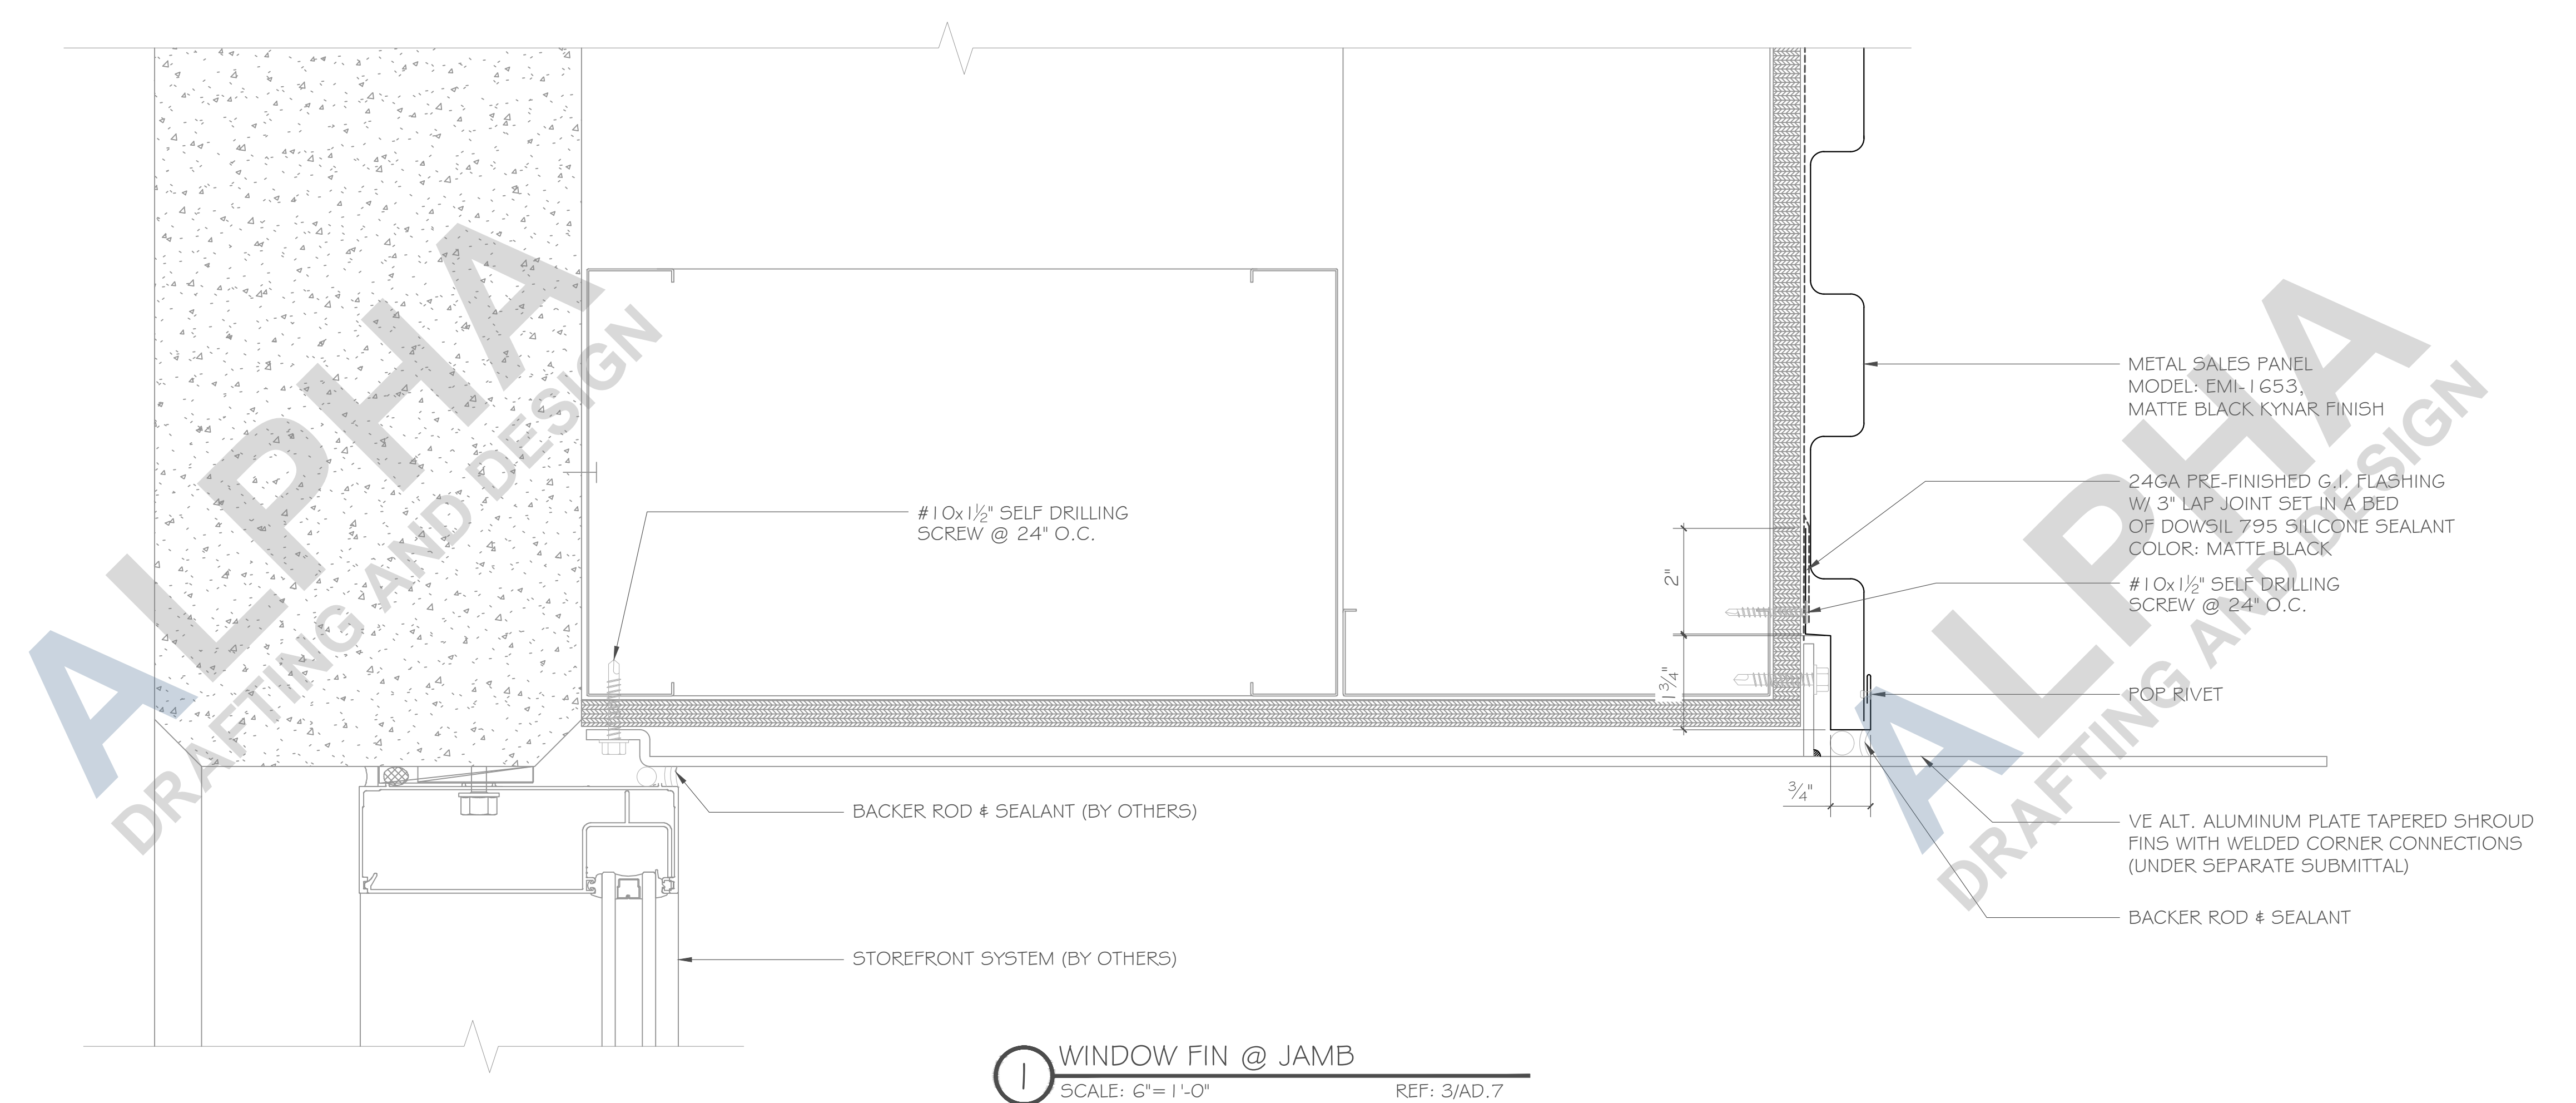 METAL SALES PANEL
MODEL: EMI-1653,
MATTE BLACK KYNAR FINISH
24GA PRE-FINISHED G.I. FLASHING
W/ 3" LAP JOINT SET IN A BED
OF DOWSIL 795 SILICONE SEALANT
COLOR: MATTE BLACK
#10x1½" SELF DRILLING
SCREW @ 24" O.C.
#10x1½" SELF DRILLING
SCREW @ 24" O.C.
2"
1¾"
POP RIVET
¾"
BACKER ROD & SEALANT (BY OTHERS)
VE ALT. ALUMINUM PLATE TAPERED SHROUD
FINS WITH WELDED CORNER CONNECTIONS
(UNDER SEPARATE SUBMITTAL)
BACKER ROD & SEALANT
STOREFRONT SYSTEM (BY OTHERS)
1
WINDOW FIN @ JAMB
SCALE: 6"=1'-0" REF: 3/AD.7
ALPHA
DRAFTING AND DESIGN
ALPHA
DRAFTING AND DESIGN